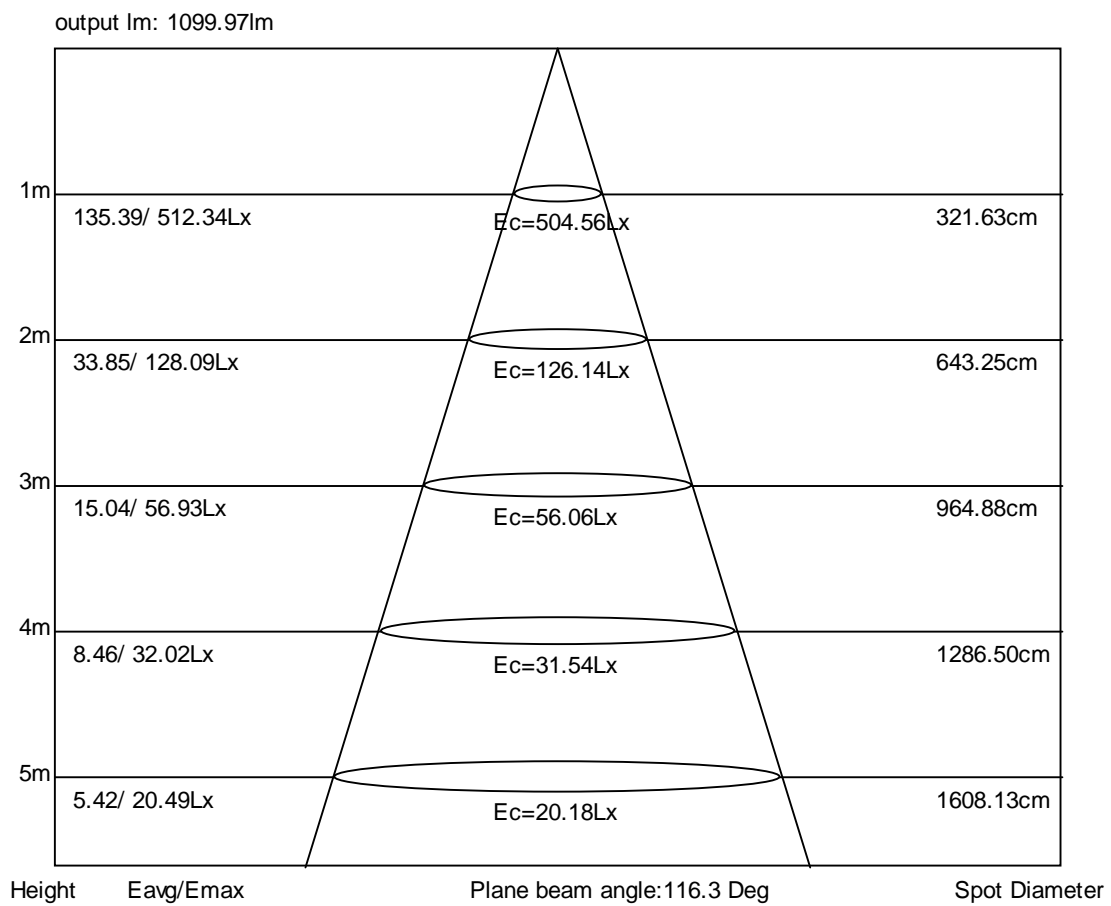 output lm: 1099.97lm
1m
135.39/ 512.34Lx
Ec=504.56Lx
321.63cm
2m
33.85/ 128.09Lx
Ec=126.14Lx
643.25cm
3m
15.04/ 56.93Lx
Ec=56.06Lx
964.88cm
4m
8.46/ 32.02Lx
Ec=31.54Lx
1286.50cm
5m
5.42/ 20.49Lx
Ec=20.18Lx
1608.13cm
Height Eavg/Emax Plane beam angle:116.3 Deg Spot Diameter